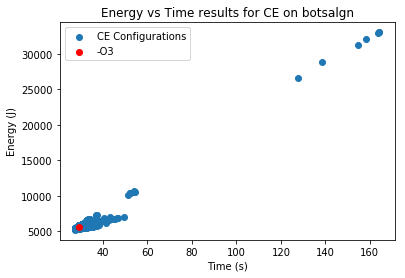 Energy vs Time results for CE on botsalgn
CE Configurations
-O3
Energy (J)
35000
30000
25000
20000
15000
10000
5000
40 60 80 100 120 140 160
Time (s)